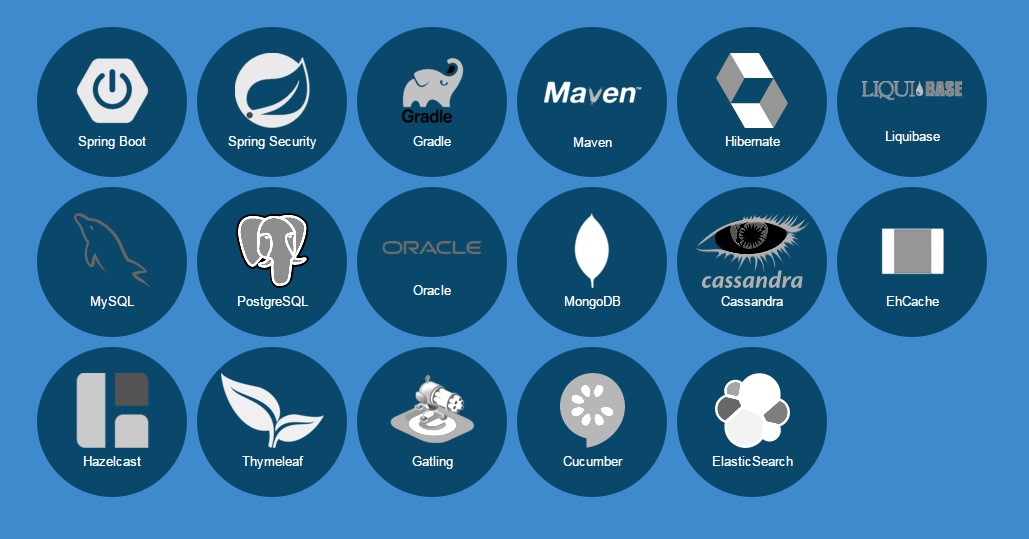 Gradle
Maven™
LIQUIBASE
Spring Boot
Spring Security
Gradle
Maven
Hibernate
Liquibase
ORACLE
cassandra
MySQL
PostgreSQL
Oracle
MongoDB
Cassandra
EhCache
Hazelcast
Thymeleaf
Gatling
Cucumber
ElasticSearch